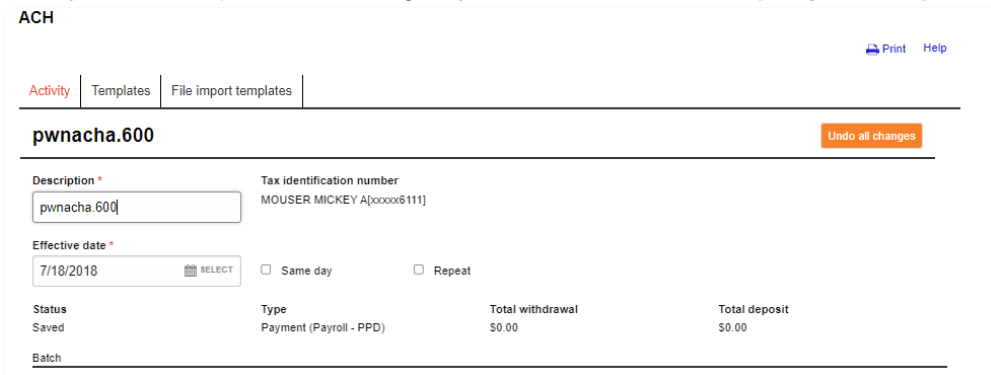 ACH
Print Help
Activity Templates File import templates
pwnacha.600
Undo all changes
Description * Tax identification number
pwnacha.600 MOUSER MICKEY A[xxxxx6111]
Effective date *
7/18/2018 SELECT Same day Repeat
Status Type Total withdrawal Total deposit
Saved Payment (Payroll - PPD) $0.00 $0.00
Batch